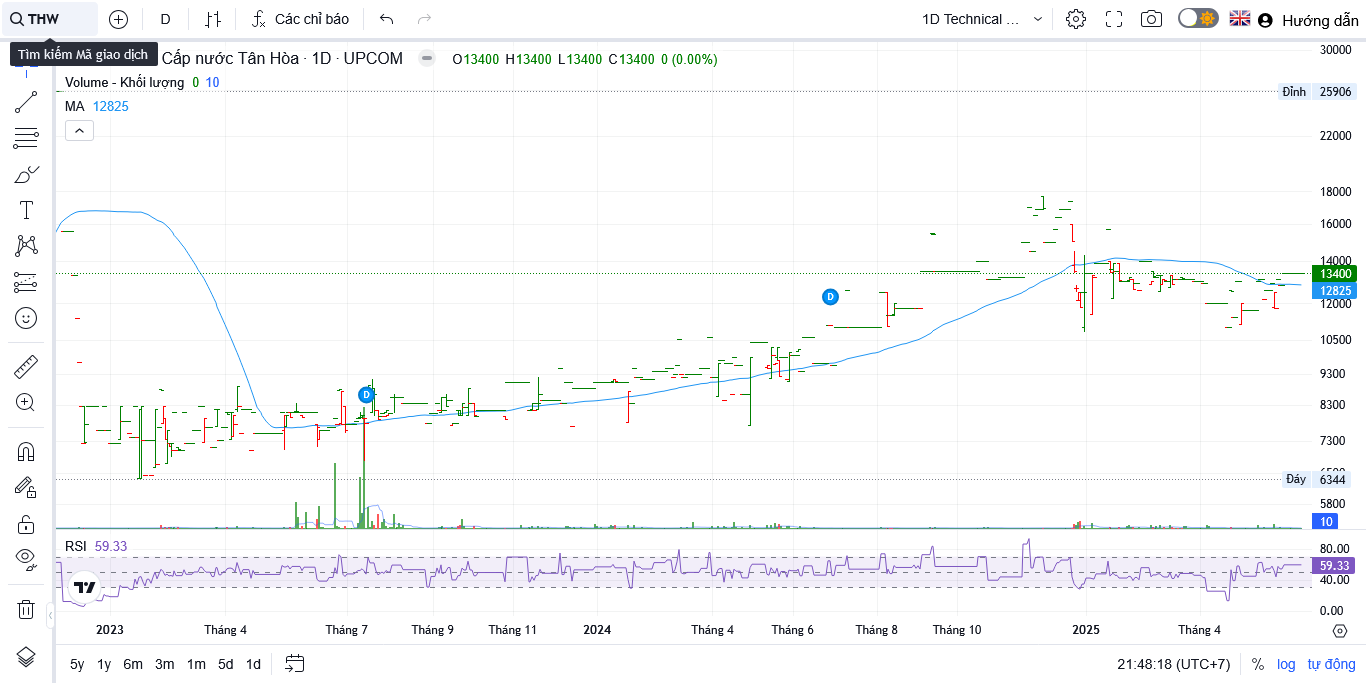 THW D Các chỉ báo 1D Technical ... Hướng dẫn
Tìm kiếm Mã giao dịch
Cấp nước Tân Hòa · 1D · UPCOM O13400 H13400 L13400 C13400 0 (0.00%)
30000
Volume - Khối lượng 0 10
Đỉnh 25906
MA 12825
22000
18000
16000
14000
13400
12825
12000
D
10500
9300
D
8300
7300
Đáy 6344
5800
10
RSI 59.33
80.00
59.33
40.00
0.00
2023 Tháng 4 Tháng 7 Tháng 9 Tháng 11 2024 Tháng 4 Tháng 6 Tháng 8 Tháng 10 2025 Tháng 4
5y 1y 6m 3m 1m 5d 1d 21:48:18 (UTC+7) % log tự động